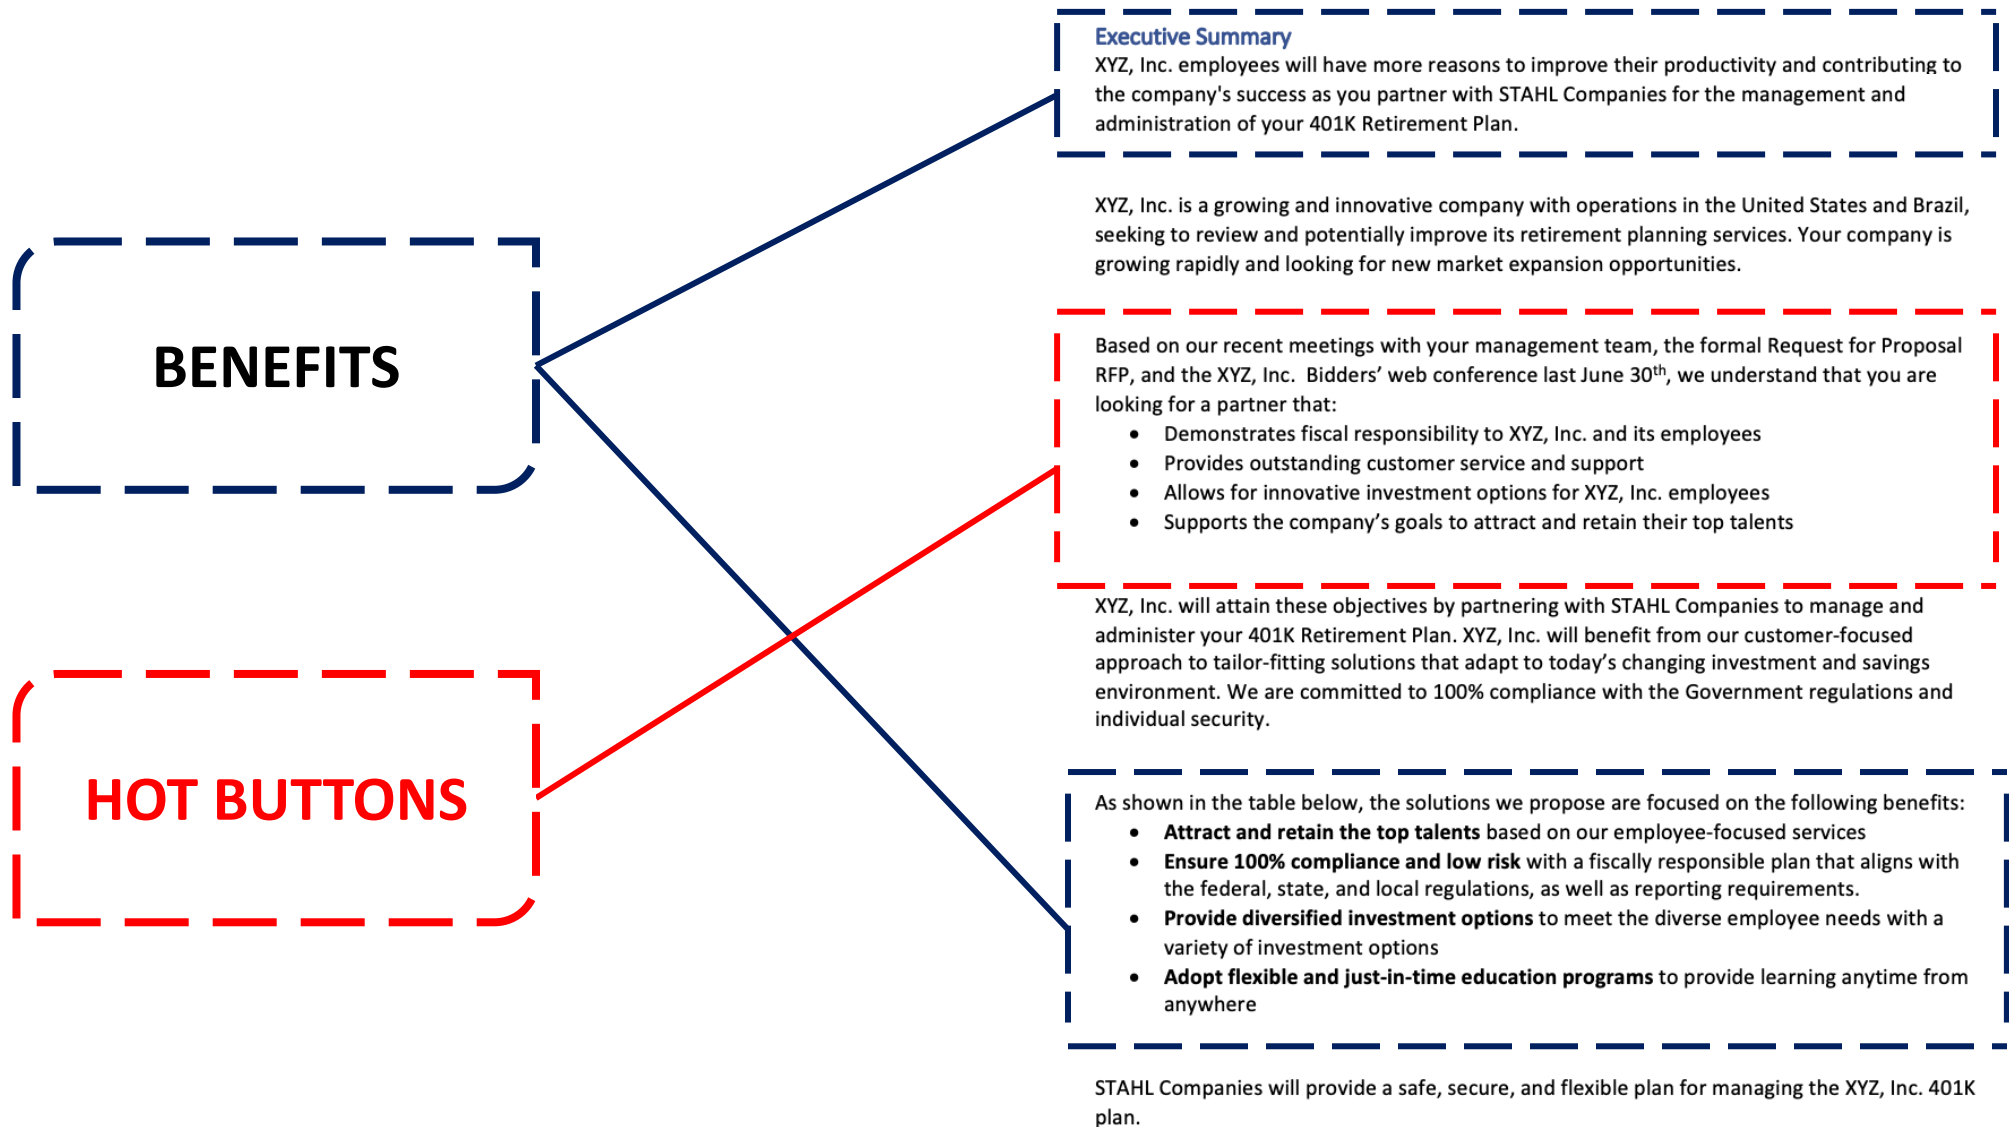 BENEFITS
HOT BUTTONS
Executive Summary
XYZ, Inc. employees will have more reasons to improve their productivity and contributing to
the company's success as you partner with STAHL Companies for the management and
administration of your 401K Retirement Plan.
XYZ, Inc. is a growing and innovative company with operations in the United States and Brazil,
seeking to review and potentially improve its retirement planning services. Your company is
growing rapidly and looking for new market expansion opportunities.
Based on our recent meetings with your management team, the formal Request for Proposal
RFP, and the XYZ, Inc.  Bidders’ web conference last June 30th, we understand that you are
looking for a partner that:
• Demonstrates fiscal responsibility to XYZ, Inc. and its employees
• Provides outstanding customer service and support
• Allows for innovative investment options for XYZ, Inc. employees
• Supports the company’s goals to attract and retain their top talents
XYZ, Inc. will attain these objectives by partnering with STAHL Companies to manage and
administer your 401K Retirement Plan. XYZ, Inc. will benefit from our customer-focused
approach to tailor-fitting solutions that adapt to today’s changing investment and savings
environment. We are committed to 100% compliance with the Government regulations and
individual security.
As shown in the table below, the solutions we propose are focused on the following benefits:
• Attract and retain the top talents based on our employee-focused services
• Ensure 100% compliance and low risk with a fiscally responsible plan that aligns with
the federal, state, and local regulations, as well as reporting requirements.
• Provide diversified investment options to meet the diverse employee needs with a
variety of investment options
• Adopt flexible and just-in-time education programs to provide learning anytime from
anywhere
STAHL Companies will provide a safe, secure, and flexible plan for managing the XYZ, Inc. 401K
plan.